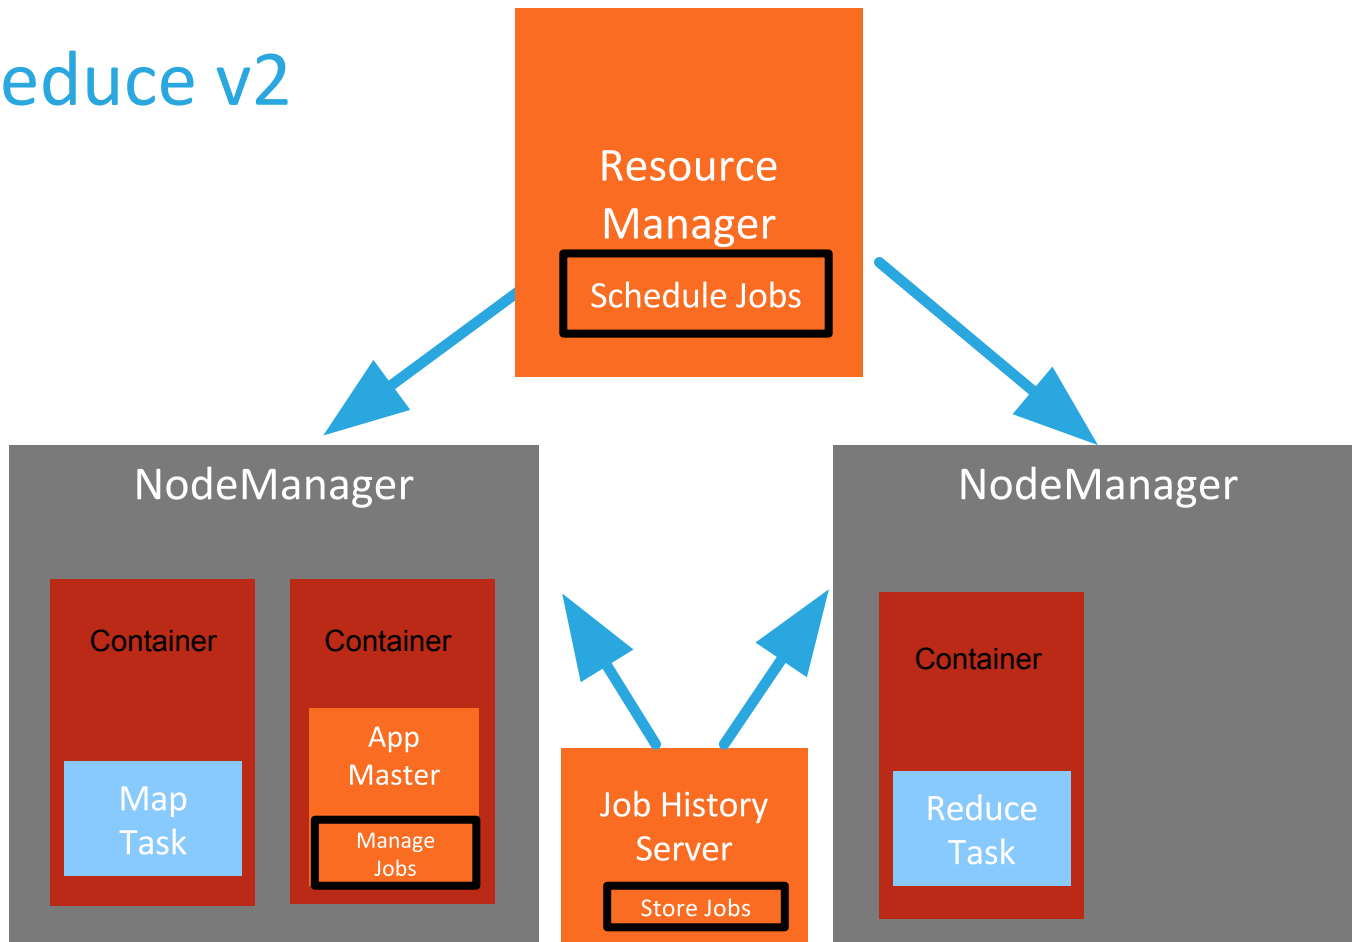 educe v2
Resource
Manager
Schedule Jobs
NodeManager
NodeManager
Container
Container
Container
App
Master
Map
Task
Manage
Jobs
Job History
Server
Store Jobs
Reduce
Task